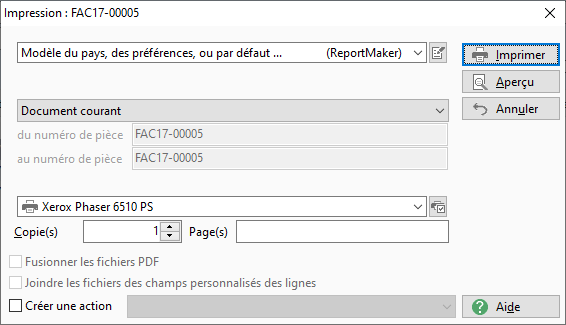 Impression : FAC17-00005
Modèle du pays, des préférences, ou par défaut ... (ReportMaker)
Imprimer
Aperçu
Document courant
Annuler
du numéro de pièce FAC17-00005
au numéro de pièce FAC17-00005
Xerox Phaser 6510 PS
Copie(s) 1 Page(s)
Fusionner les fichiers PDF
Joindre les fichiers des champs personnalisés des lignes
Créer une action
Aide